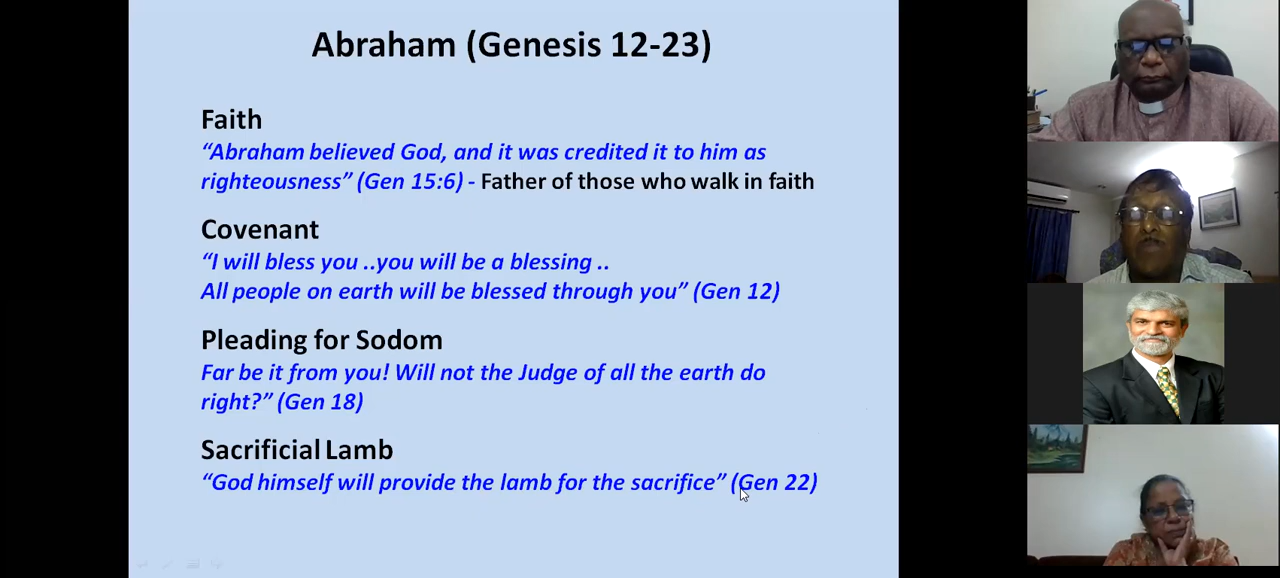 Abraham (Genesis 12-23)
Faith
“Abraham believed God, and it was credited it to him as
righteousness” (Gen 15:6) - Father of those who walk in faith
Covenant
“I will bless you ..you will be a blessing ..
All people on earth will be blessed through you” (Gen 12)
Pleading for Sodom
Far be it from you! Will not the Judge of all the earth do
right?” (Gen 18)
Sacrificial Lamb
“God himself will provide the lamb for the sacrifice” (Gen 22)